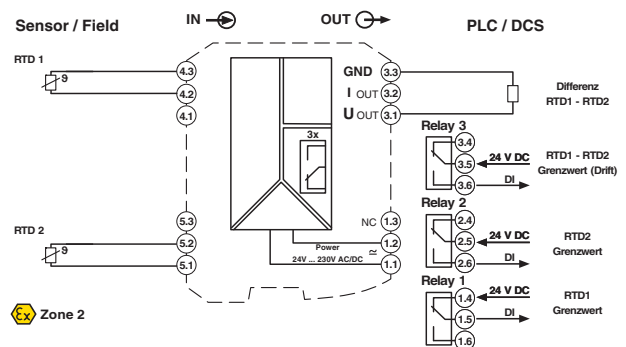 Sensor / Field
IN
OUT
PLC / DCS
RTD 1
ϑ
4.3
4.2
4.1
GND 3.3
I OUT 3.2
U OUT 3.1
Differenz
RTD1 - RTD2
3x
Relay 3
3.4
3.5 24 V DC
3.6 DI
RTD1 - RTD2
Grenzwert (Drift)
RTD 2
ϑ
5.3
5.2
5.1
NC 1.3
1.2
1.1
Power
≃
24V ... 230V AC/DC
Relay 2
2.4
2.5 24 V DC
2.6 DI
RTD2
Grenzwert
Relay 1
1.4 24 V DC
1.5 DI
1.6
RTD1
Grenzwert
Ex Zone 2